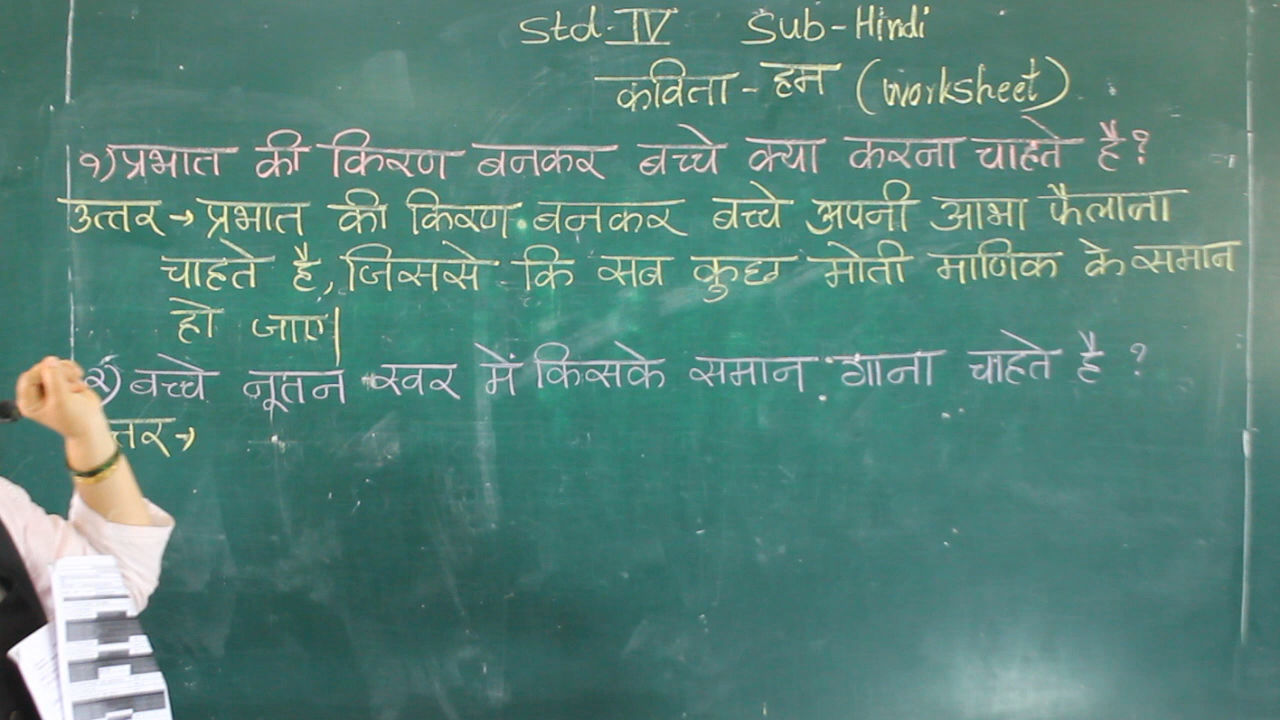 Std-IV Sub-Hindi
कविता - हम (Worksheet)
१) प्रभात की किरण बनकर बच्चे क्या करना चाहते है?
उत्तर → प्रभात की किरण बनकर बच्चे अपनी आभा फैलाना
चाहते है, जिससे कि सब कुछ मोती माणिक के समान
हो जाए|
२) बच्चे नूतन स्वर में किसके समान गाना चाहते है ?
त्तर →